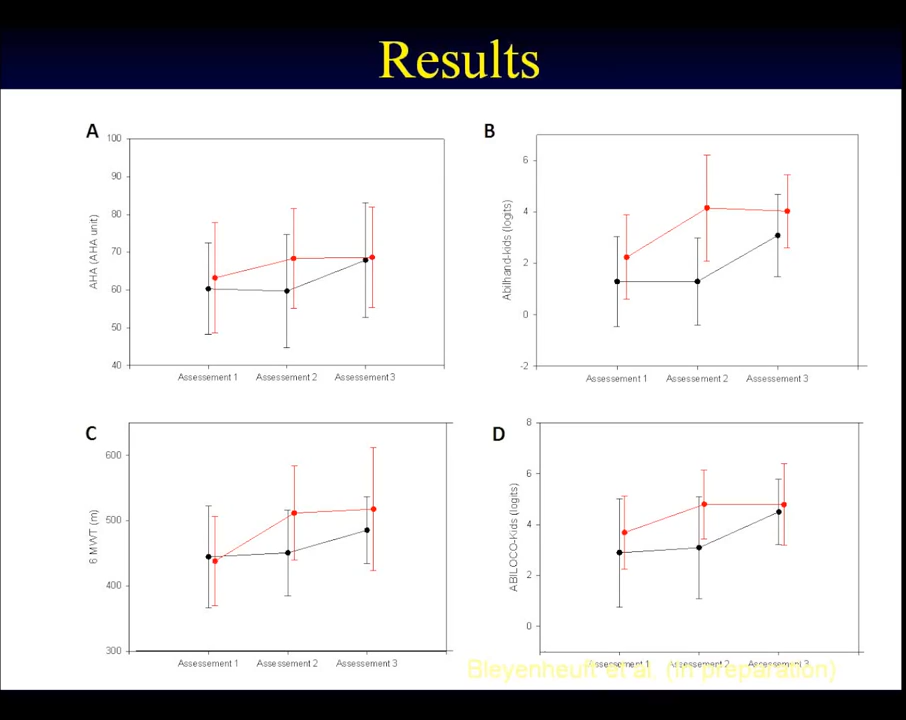 Results
A
100
90
80
70
60
50
40
AHA (AHA unit)
Assessement 1 Assessement 2 Assessement 3
B
6
4
2
0
-2
Abilhand-kids (logits)
Assessement 1 Assessement 2 Assessement 3
C
600
500
400
300
6 MWT (m)
Assessement 1 Assessement 2 Assessement 3
D
8
6
4
2
0
ABILOCO-Kids (logits)
Assessement 1 Assessement 2 Assessement 3
Bleyenheuft et al. (in preparation)